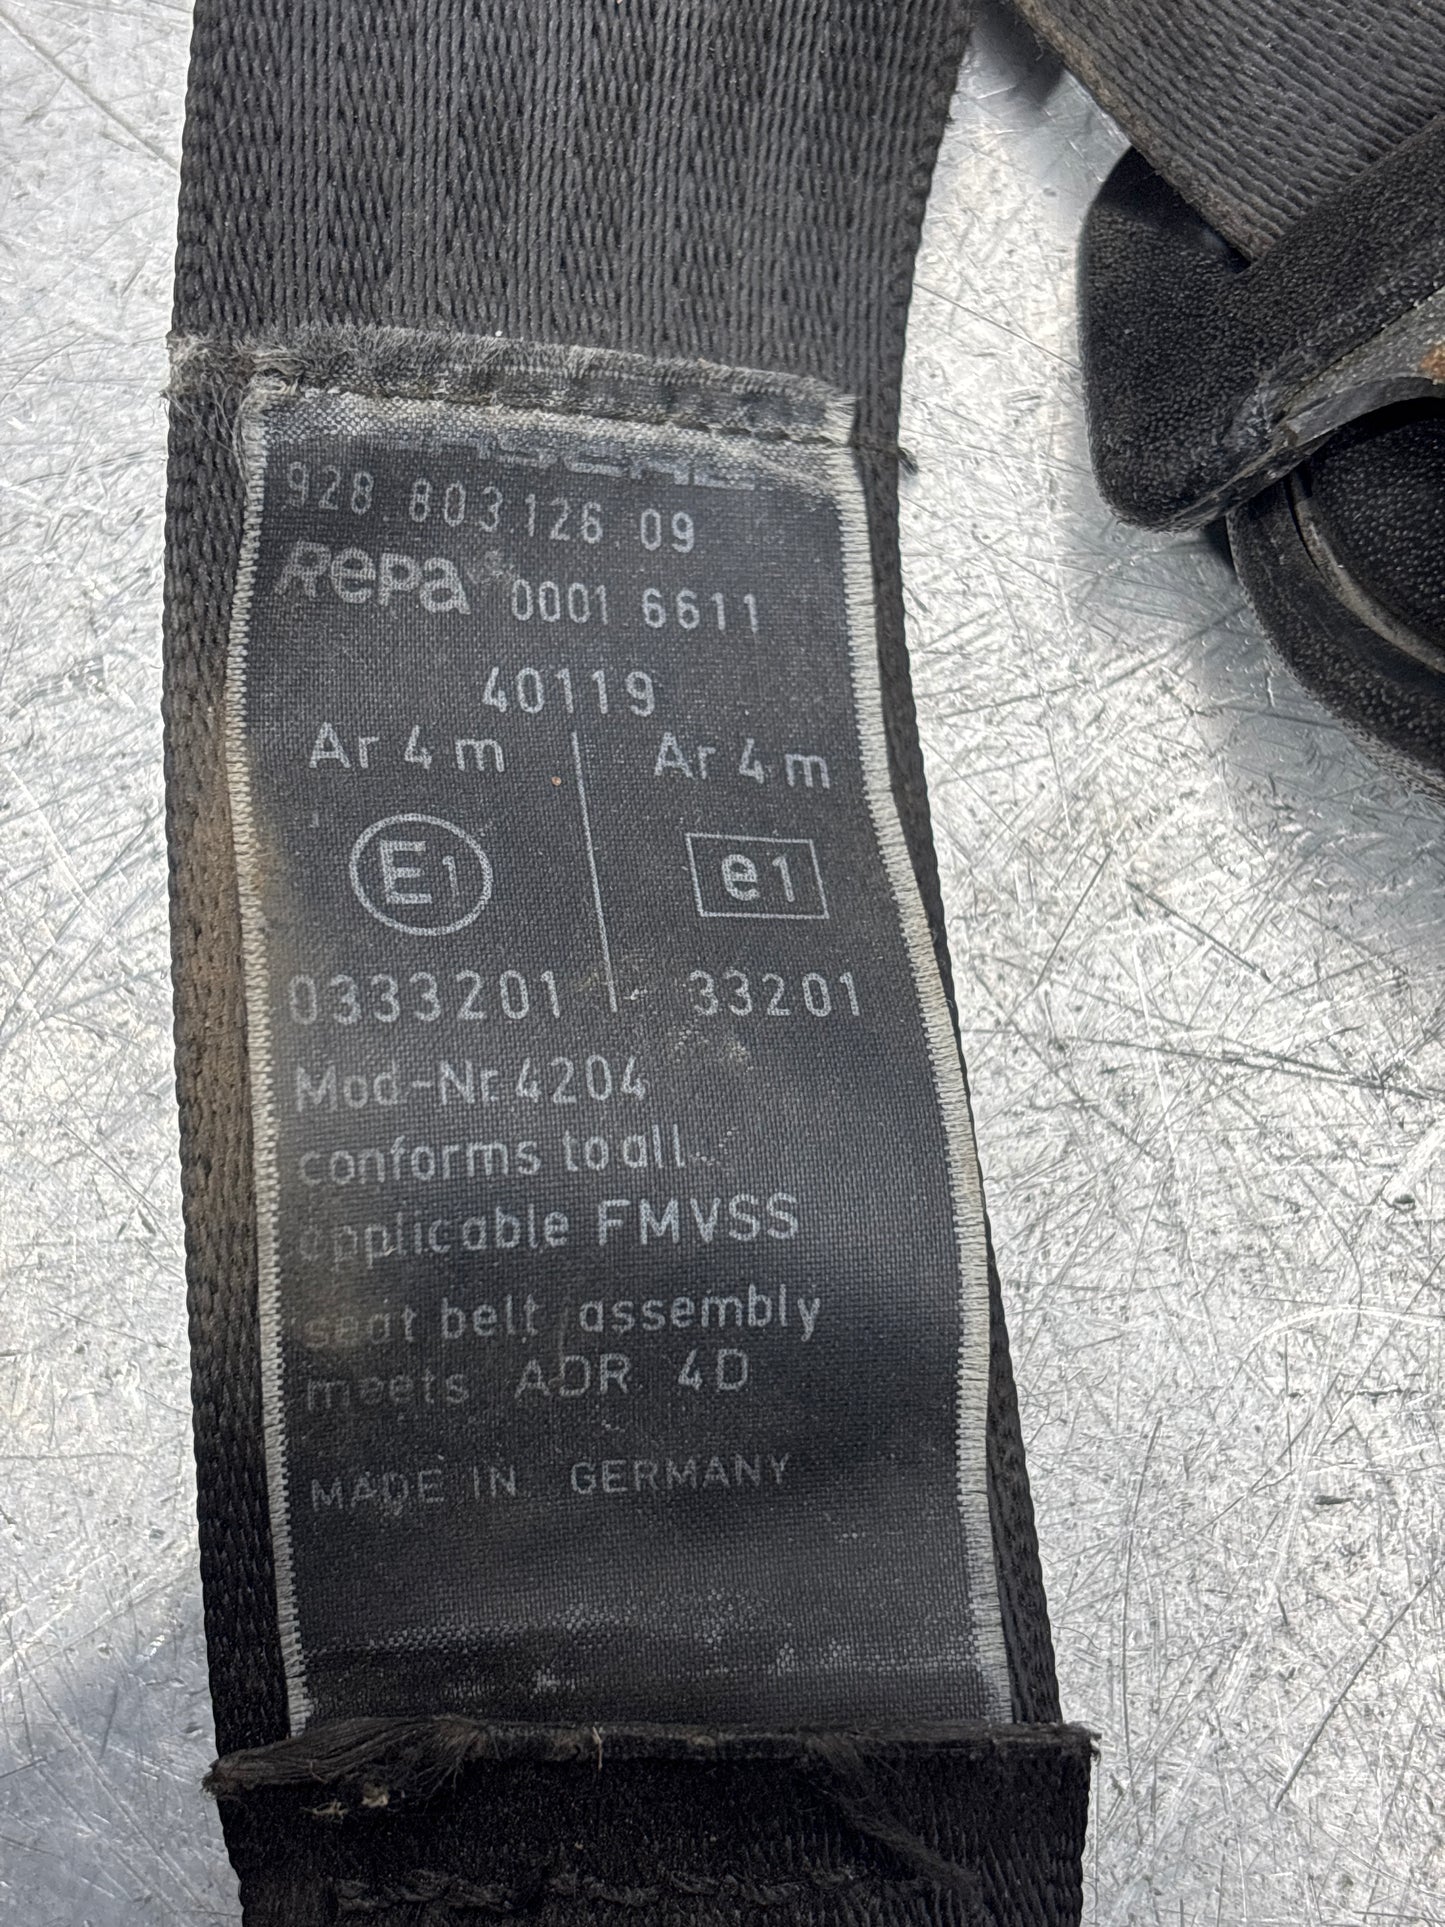 928.803.126.09
Repa 0001 6611
40119
Ar 4 m Ar 4 m
E1 e1
0333201 33201
Mod.-Nr. 4204
conforms to all
applicable FMVSS
seat belt assembly
meets ADR 4D
MADE IN GERMANY